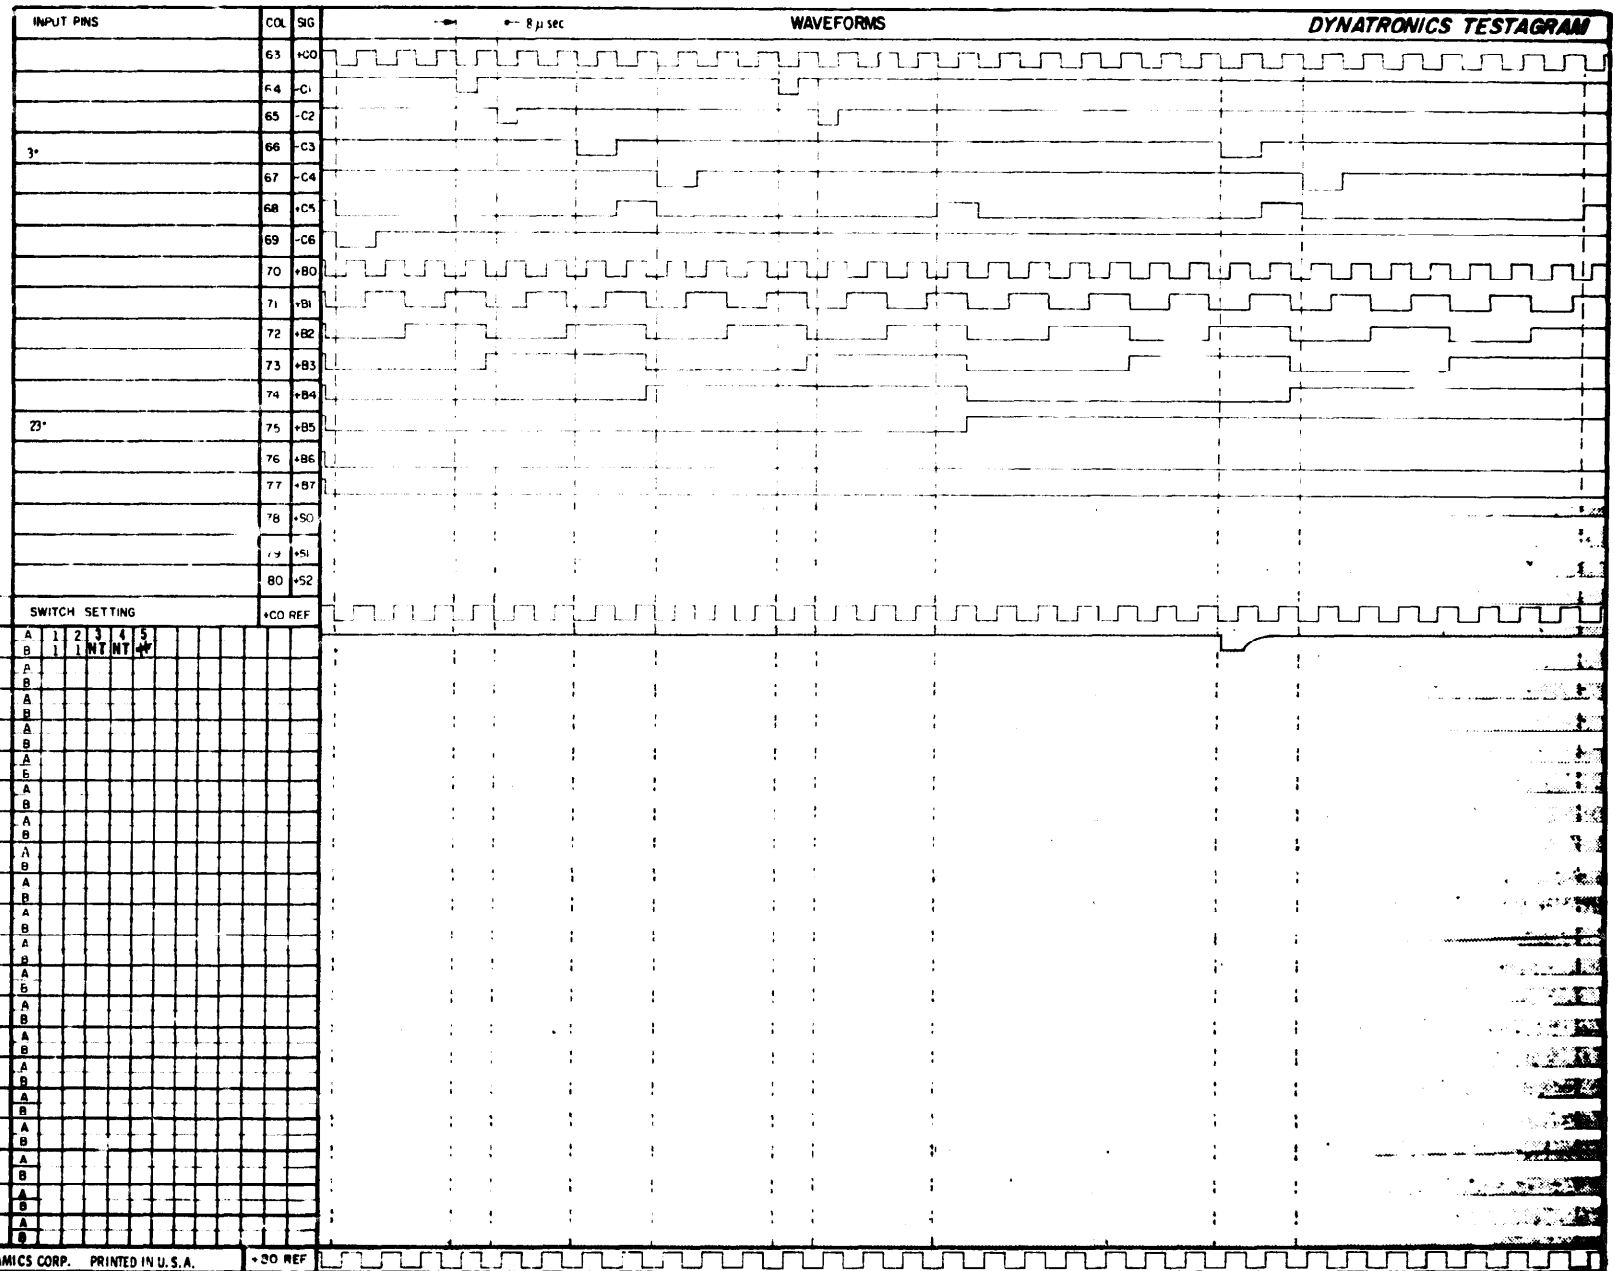 INPUT PINS COL SIG 8 μ sec WAVEFORMS DYNATRONICS TESTAGRAM
63 +C0
64 -C1
65 -C2
3* 66 -C3
67 -C4
68 +C5
69 -C6
70 +B0
71 +B1
72 +B2
73 +B3
74 +B4
23* 75 +B5
76 +B6
77 +B7
78 +S0
79 +S1
80 +S2
SWITCH SETTING +C0 REF
A 1 2 3 4 5
B 1 1 NT NT
A
B
A
B
A
B
A
B
A
B
A
B
A
B
A
B
A
B
A
B
A
B
A
B
A
B
A
B
A
B
A
B
A
B
A
B
A
B
AMICS CORP. PRINTED IN U.S.A. +B0 REF